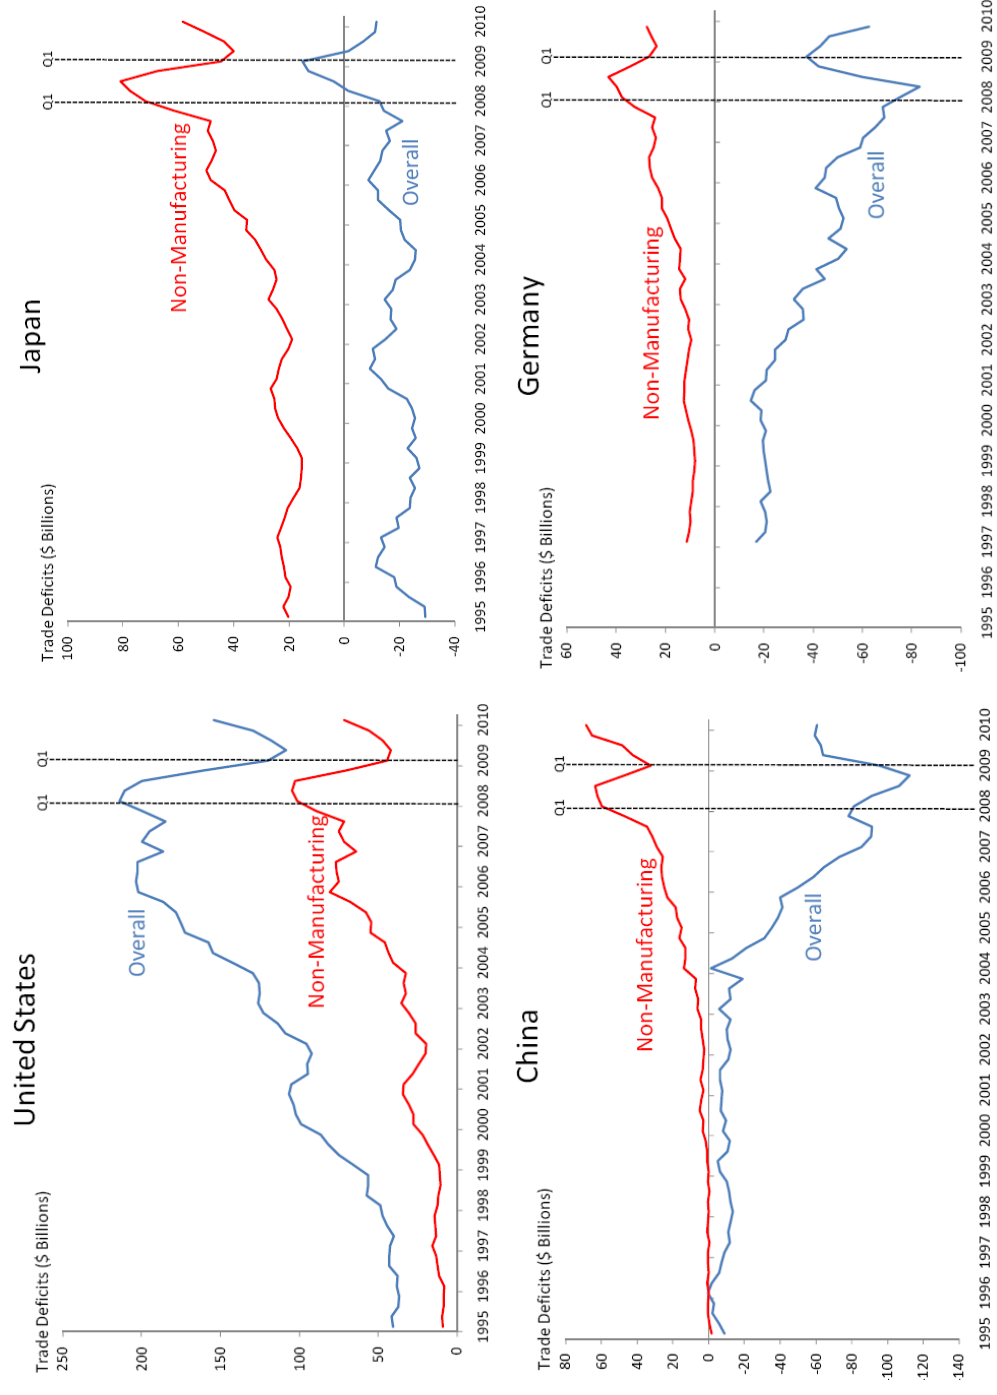 United States
Trade Deficits ($ Billions)
Q1 Q1
250
200
150
100
50
0
Overall
Non-Manufacturing
1995 1996 1997 1998 1999 2000 2001 2002 2003 2004 2005 2006 2007 2008 2009 2010
Japan
Trade Deficits ($ Billions)
Q1 Q1
100
80
60
40
20
0
-20
-40
Non-Manufacturing
Overall
1995 1996 1997 1998 1999 2000 2001 2002 2003 2004 2005 2006 2007 2008 2009 2010
China
Trade Deficits ($ Billions)
Q1 Q1
80
60
40
20
0
-20
-40
-60
-80
-100
-120
-140
Non-Manufacturing
Overall
1995 1996 1997 1998 1999 2000 2001 2002 2003 2004 2005 2006 2007 2008 2009 2010
Germany
Trade Deficits ($ Billions)
Q1 Q1
60
40
20
0
-20
-40
-60
-80
-100
Non-Manufacturing
Overall
1995 1996 1997 1998 1999 2000 2001 2002 2003 2004 2005 2006 2007 2008 2009 2010